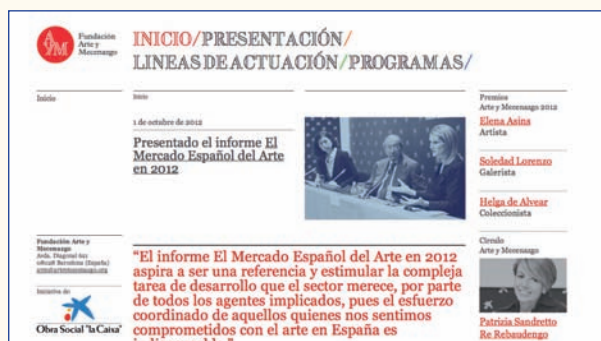 AyM
Fundación
Arte y
Mecenazgo
INICIO/PRESENTACIÓN/
LINEAS DE ACTUACIÓN/PROGRAMAS/
Inicio
Inicio
1 de octubre de 2012
Presentado el informe El
Mercado Español del Arte
en 2012
Premios
Arte y Mecenazgo 2012
Elena Asins
Artista
Soledad Lorenzo
Galerista
Helga de Alvear
Coleccionista
Círculo
Arte y Mecenazgo
Patrizia Sandretto
Re Rebaudengo
Fundación Arte y
Mecenazgo
Avda. Diagonal 621
08028 Barcelona (España)
Iniciativa de
Obra Social "la Caixa"
“El informe El Mercado Español del Arte en 2012
aspira a ser una referencia y estimular la compleja
tarea de desarrollo que el sector merece, por parte
de todos los agentes implicados, pues el esfuerzo
coordinado de aquellos quienes nos sentimos
comprometidos con el arte en España es